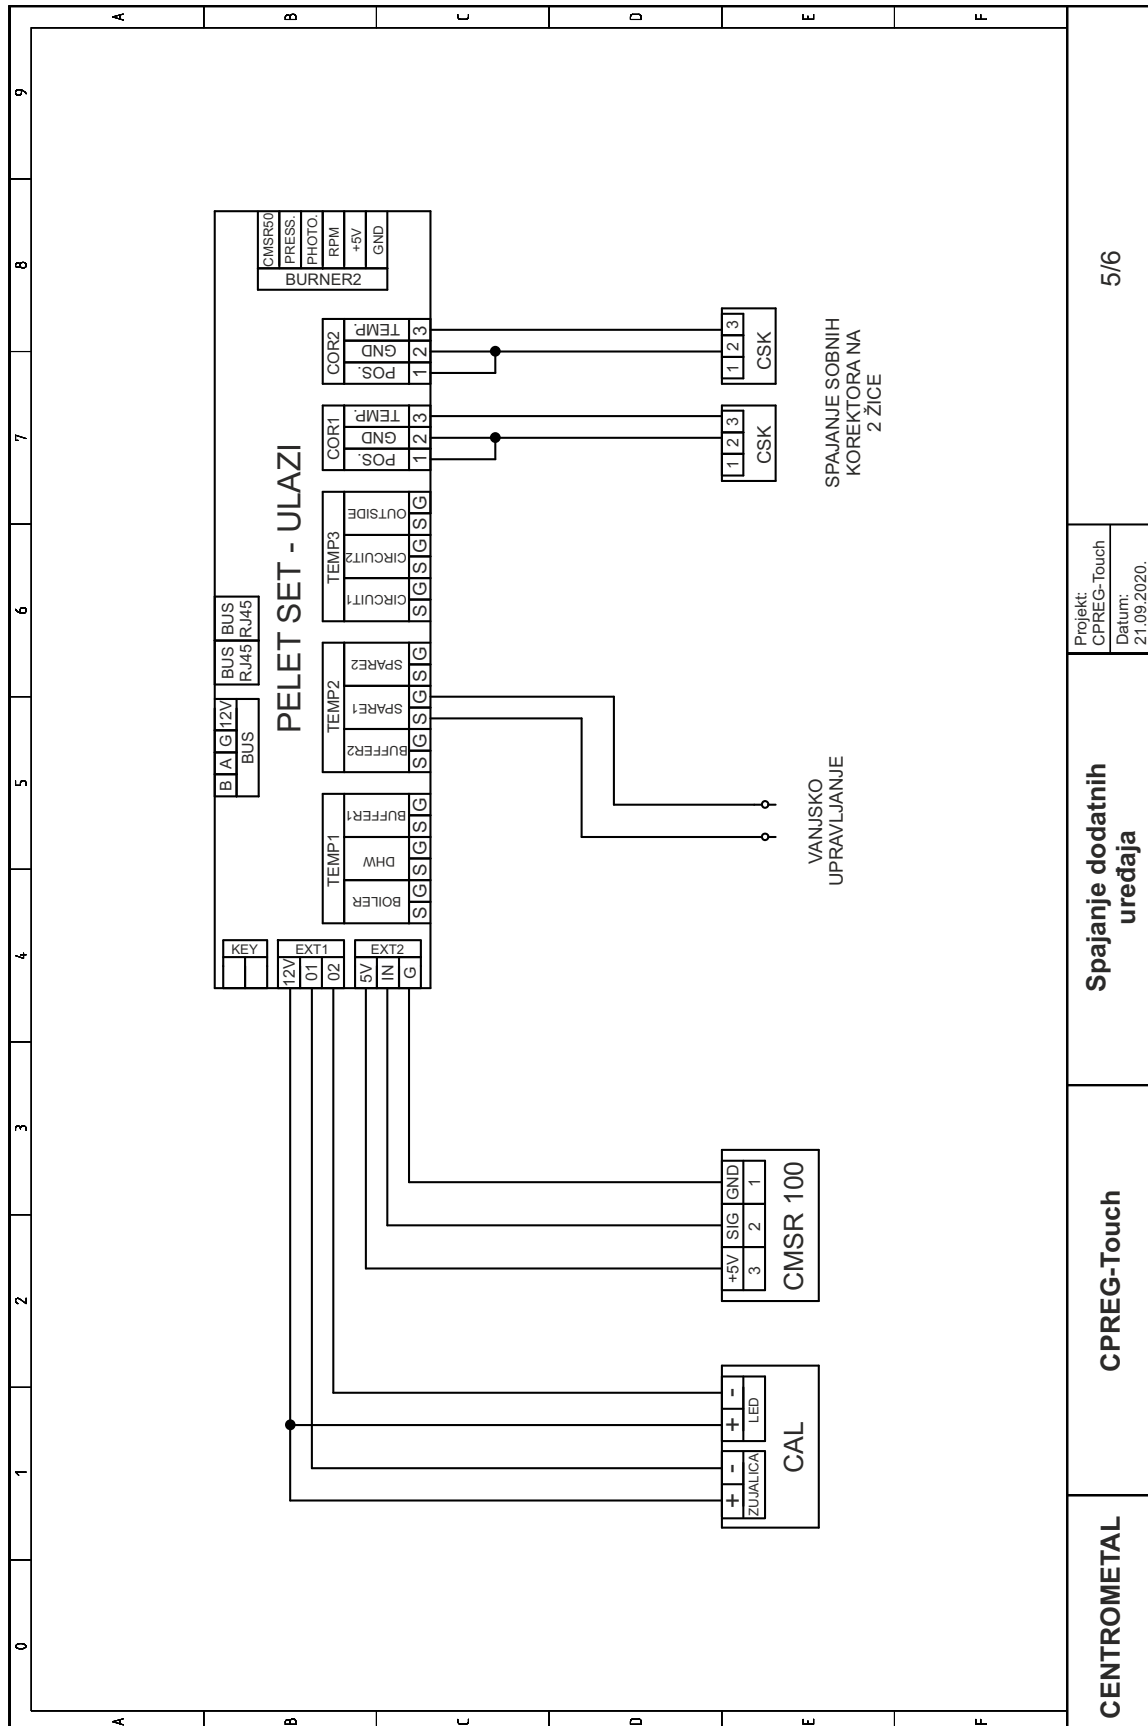 0 1 2 3 4 5 6 7 8 9
A
B
C
D
E
F
A
B
C
D
E
F
PELET SET - ULAZI
KEY
EXT1
12V
01
02
EXT2
5V
IN
G
B A G 12V
BUS
BUS RJ45
BUS RJ45
TEMP1
BOILER DHW BUFFER1
S G S G S G
TEMP2
BUFFER2 SPARE1 SPARE2
S G S G S G
TEMP3
CIRCUIT1 CIRCUIT2 OUTSIDE
S G S G S G
COR1
POS. GND TEMP.
1 2 3
COR2
POS. GND TEMP.
1 2 3
BURNER2
CMSR50
PRESS.
PHOTO.
RPM
+5V
GND
+ - + -
ZUJALICA LED
CAL
+5V SIG GND
3 2 1
CMSR 100
VANJSKO
UPRAVLJANJE
1 2 3
CSK
1 2 3
CSK
SPAJANJE SOBNIH
KOREKTORA NA
2 ŽICE
CENTROMETAL
CPREG-Touch
Spajanje dodatnih
uređaja
Projekt:
CPREG-Touch
Datum:
21.09.2020.
5/6